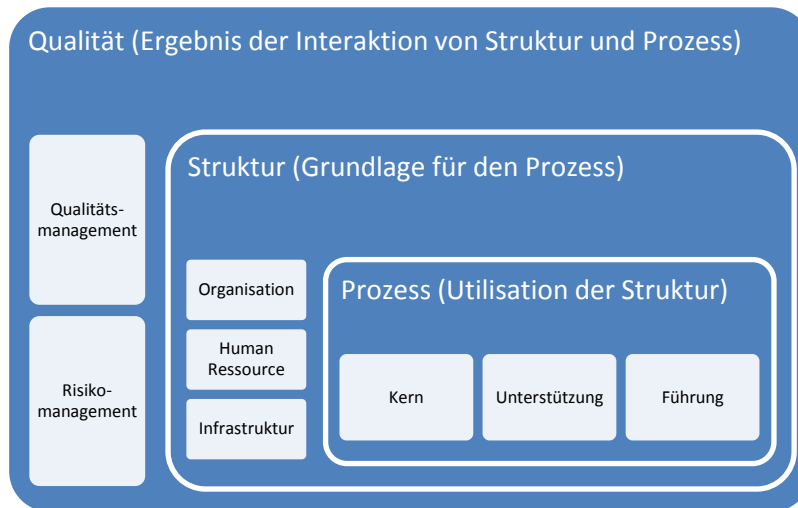 Qualität (Ergebnis der Interaktion von Struktur und Prozess)
Struktur (Grundlage für den Prozess)
Qualitäts-
management
Organisation
Prozess (Utilisation der Struktur)
Human
Ressource
Risiko-
management
Kern
Unterstützung
Führung
Infrastruktur